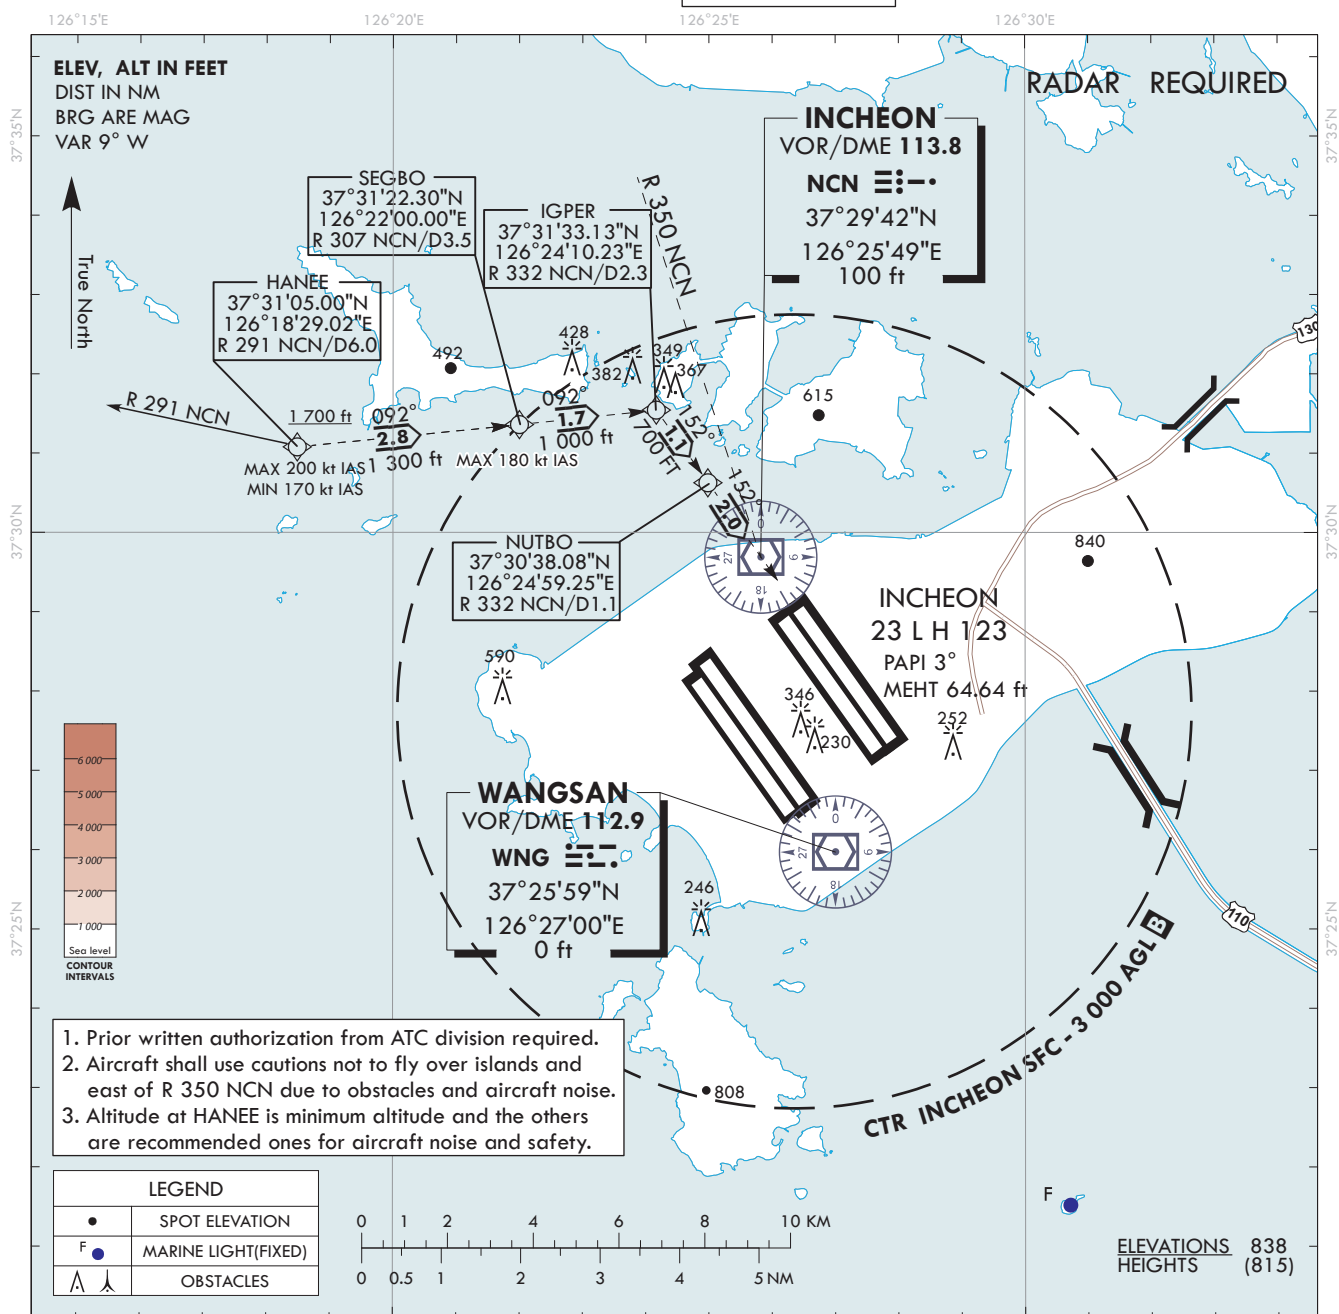 126°15'E 126°20'E 126°25'E 126°30'E
ELEV, ALT IN FEET
DIST IN NM
BRG ARE MAG
VAR 9° W
RADAR REQUIRED
37°35'N
37°35'N
True North
INCHEON
VOR/DME 113.8
NCN
37°29'42"N
126°25'49"E
100 ft
SEGBO
37°31'22.30"N
126°22'00.00"E
R 307 NCN/D3.5
IGPER
37°31'33.13"N
126°24'10.23"E
R 332 NCN/D2.3
R 350 NCN
HANEE
37°31'05.00"N
126°18'29.02"E
R 291 NCN/D6.0
130
492
428
382
349
367
615
R 291 NCN
1 700 ft
092°
2.8
1 300 ft
MAX 200 kt IAS
MIN 170 kt IAS
092°
1.7
1 000 ft
MAX 180 kt IAS
152°
1.1
700 FT
152°
2.0
37°30'N
37°30'N
NUTBO
37°30'38.08"N
126°24'59.25"E
R 332 NCN/D1.1
0
9
18
27
840
INCHEON
23 L H 123
PAPI 3°
MEHT 64.64 ft
590
346
230
252
6 000
5 000
4 000
3 000
2 000
1 000
Sea level
CONTOUR
INTERVALS
WANGSAN
VOR/DME 112.9
WNG
37°25'59"N
126°27'00"E
0 ft
0
9
18
27
246
110
37°25'N
37°25'N
CTR INCHEON SFC - 3 000 AGL B
808
1. Prior written authorization from ATC division required.
2. Aircraft shall use cautions not to fly over islands and
east of R 350 NCN due to obstacles and aircraft noise.
3. Altitude at HANEE is minimum altitude and the others
are recommended ones for aircraft noise and safety.
LEGEND
SPOT ELEVATION
F MARINE LIGHT(FIXED)
OBSTACLES
0 1 2 4 6 8 10 KM
0 0.5 1 2 3 4 5 NM
F
ELEVATIONS 838
HEIGHTS (815)